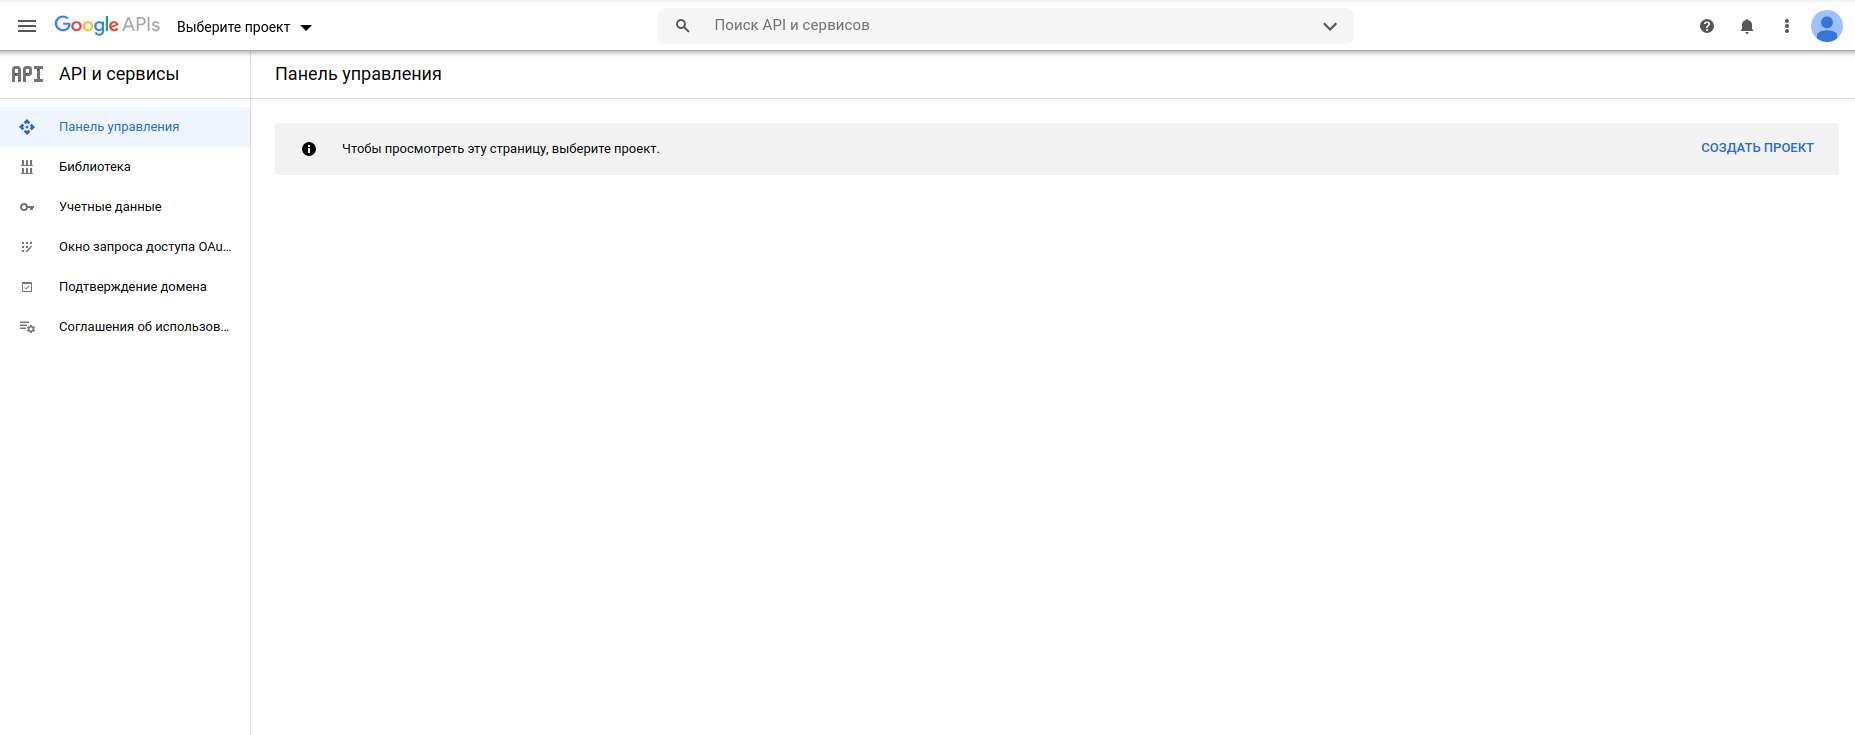 Google APIs Выберите проект
Поиск API и сервисов
API API и сервисы
Панель управления
Панель управления
Библиотека
Учетные данные
Окно запроса доступа OAu...
Подтверждение домена
Соглашения об использов...
Чтобы просмотреть эту страницу, выберите проект.
СОЗДАТЬ ПРОЕКТ